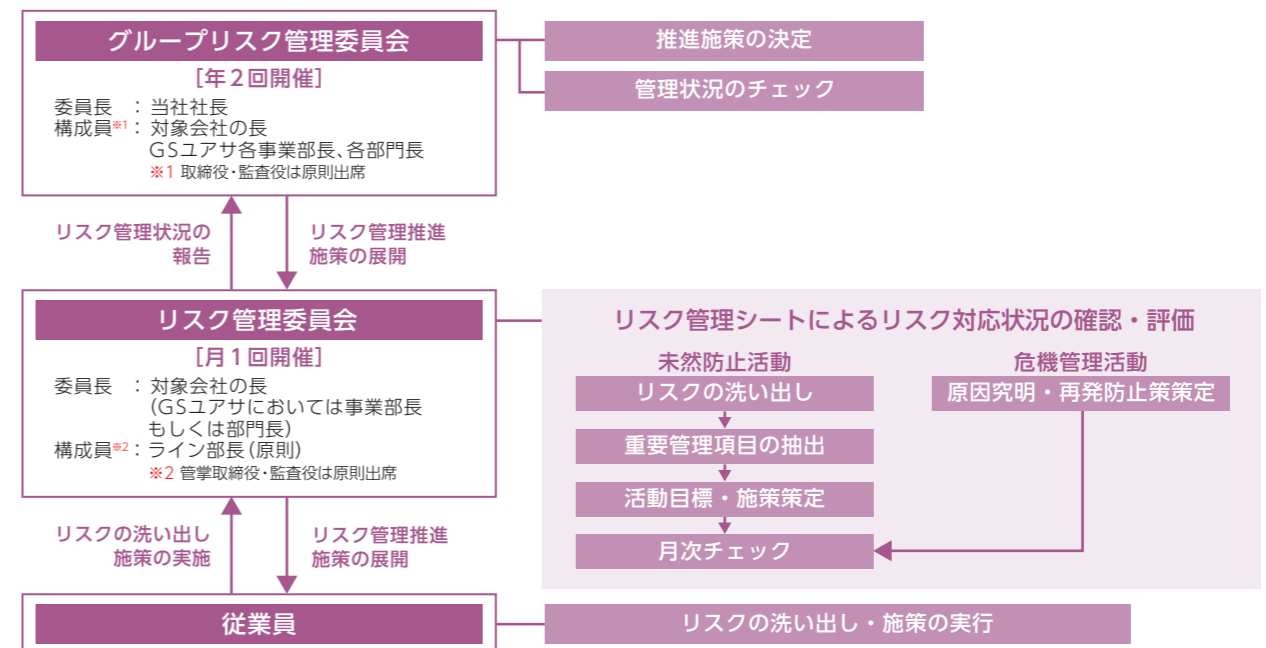 グループリスク管理委員会
[年2回開催]
委員長 : 当社社長
構成員※1 : 対象会社の長
GSユアサ各事業部長、各部門長
※1 取締役・監査役は原則出席
推進施策の決定
管理状況のチェック
リスク管理状況の
報告
リスク管理推進
施策の展開
リスク管理委員会
[月1回開催]
委員長 : 対象会社の長
(GSユアサにおいては事業部長
もしくは部門長)
構成員※2 : ライン部長(原則)
※2 管掌取締役・監査役は原則出席
リスク管理シートによるリスク対応状況の確認・評価
未然防止活動
リスクの洗い出し
重要管理項目の抽出
活動目標・施策策定
月次チェック
危機管理活動
原因究明・再発防止策策定
リスクの洗い出し
施策の実施
リスク管理推進
施策の展開
従業員
リスクの洗い出し・施策の実行